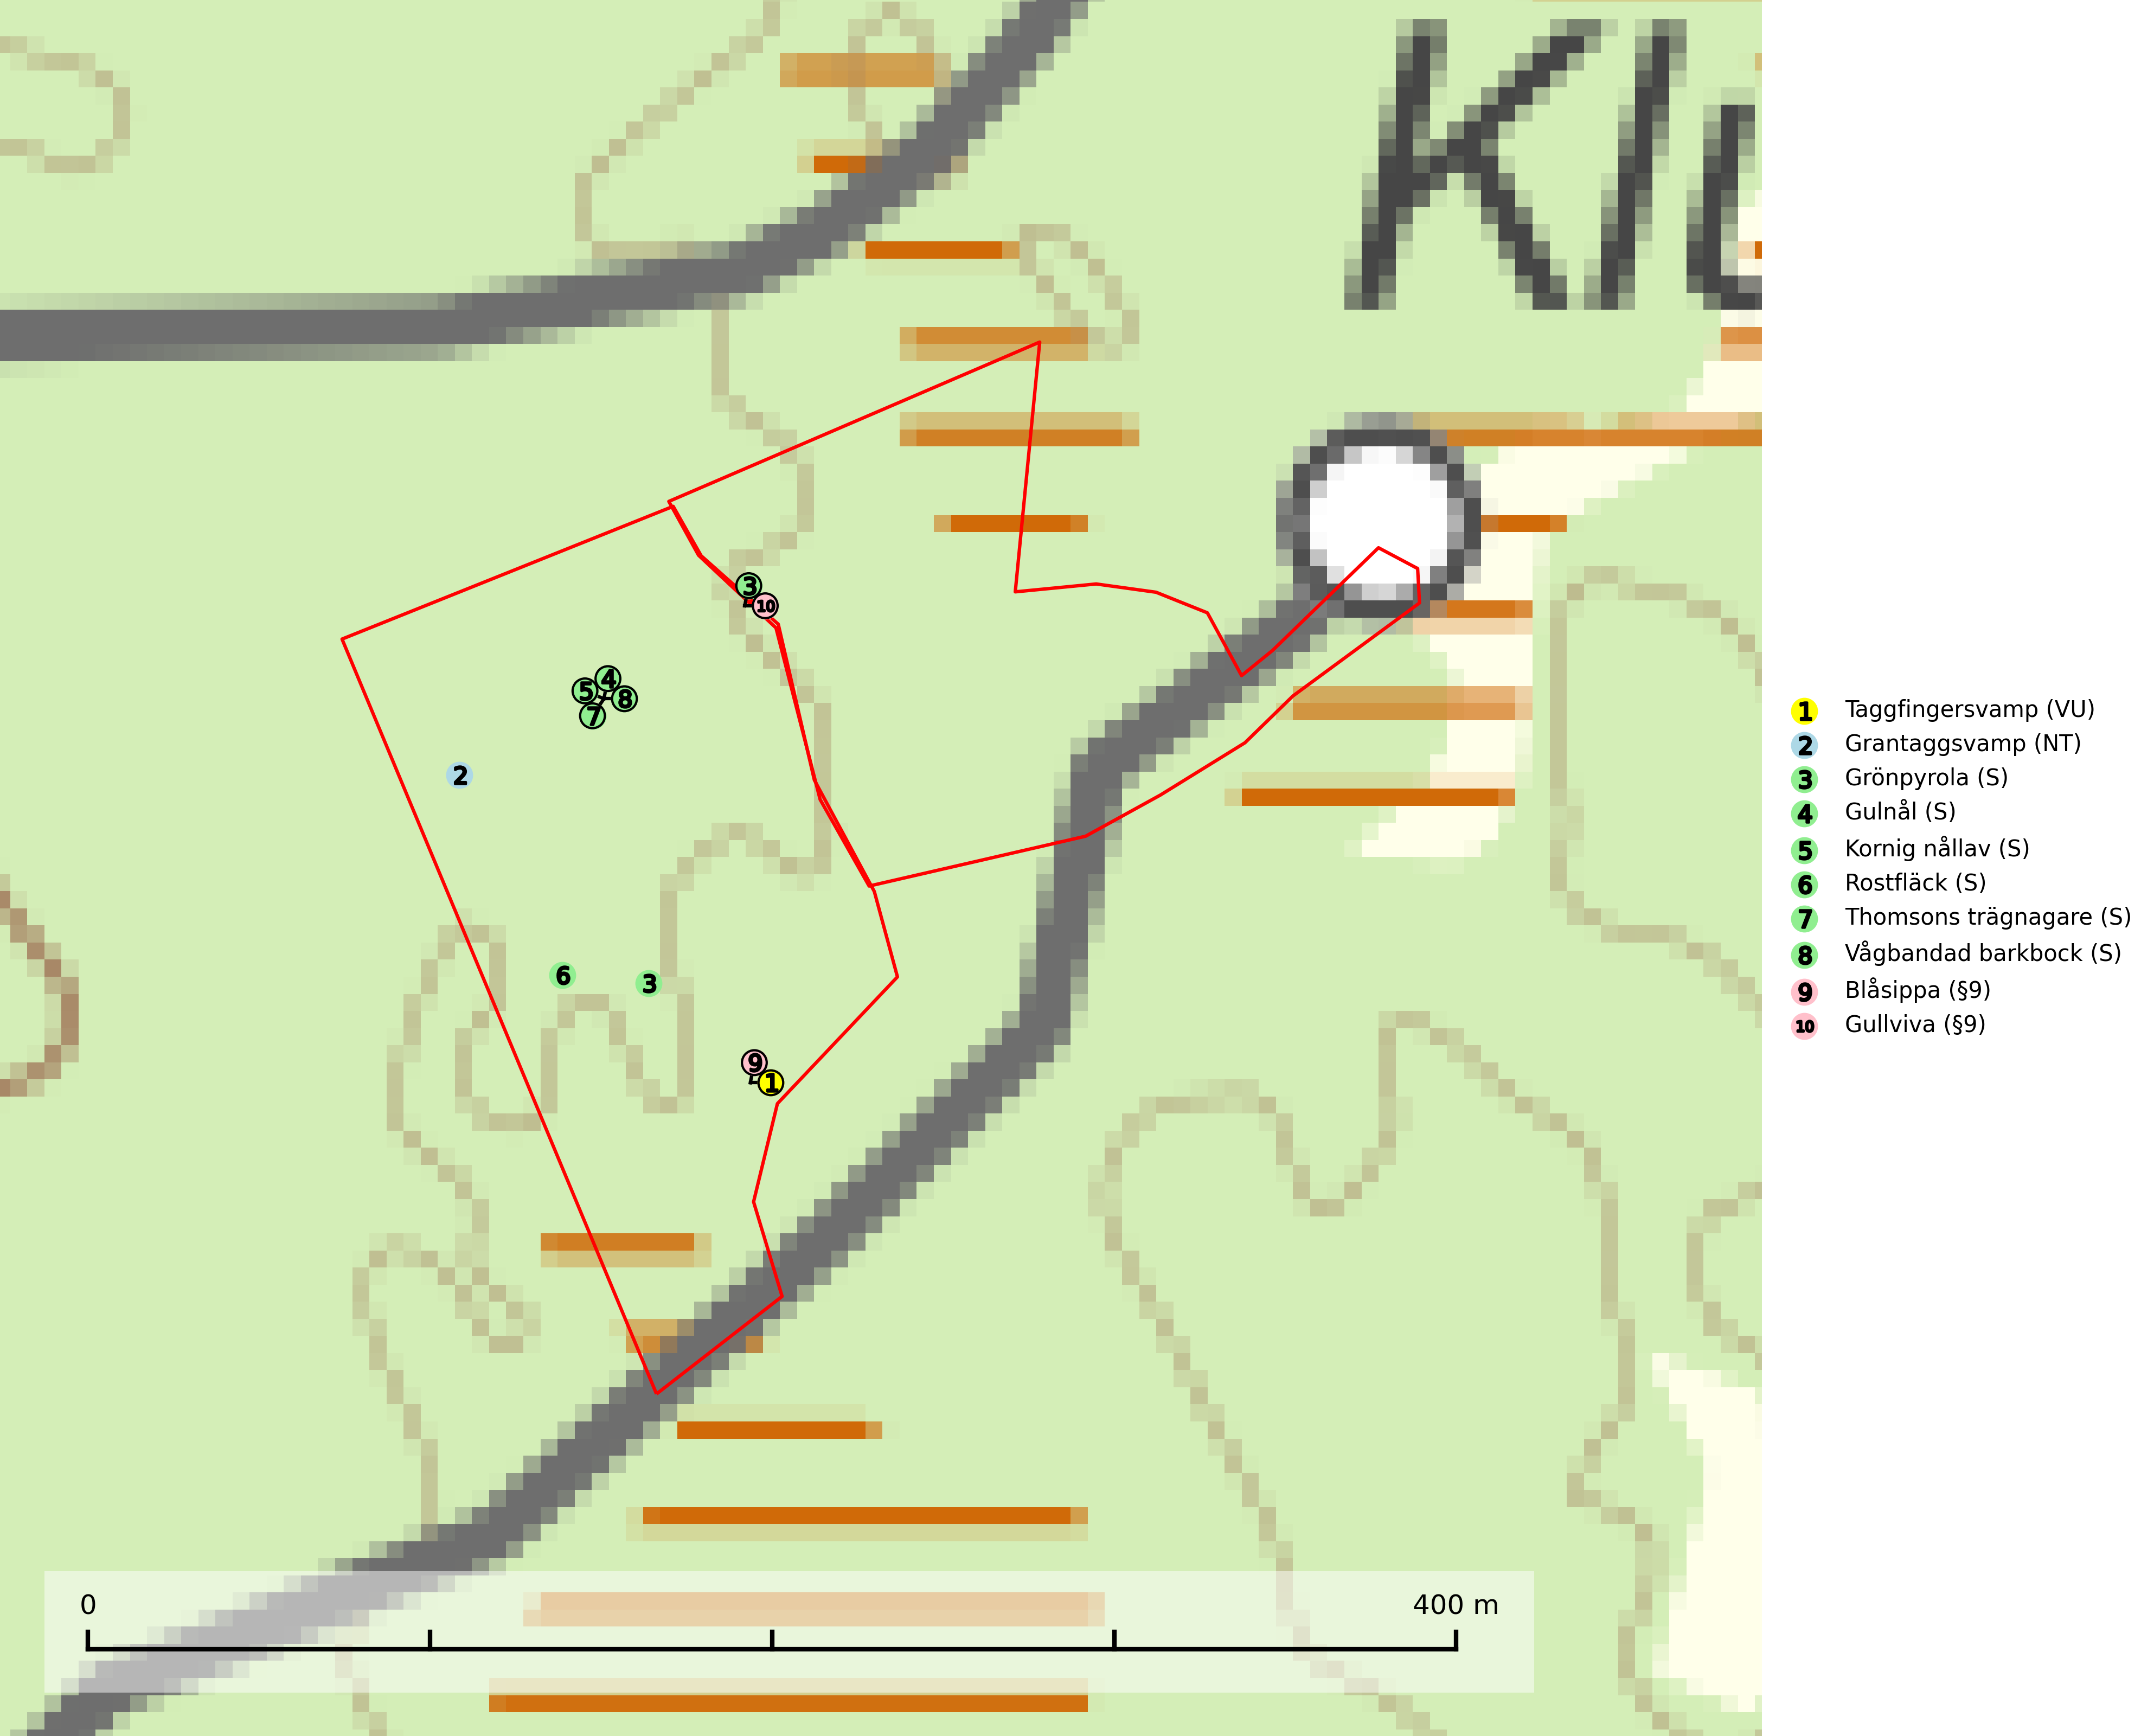 3
10
4
5
8
7
2
6
3
9
1
0
400 m
1 Taggfingersvamp (VU)
2 Grantaggsvamp (NT)
3 Grönpyrola (S)
4 Gulnål (S)
5 Kornig nållav (S)
6 Rostfläck (S)
7 Thomsons trägnagare (S)
8 Vågbandad barkbock (S)
9 Blåsippa (§9)
10 Gullviva (§9)